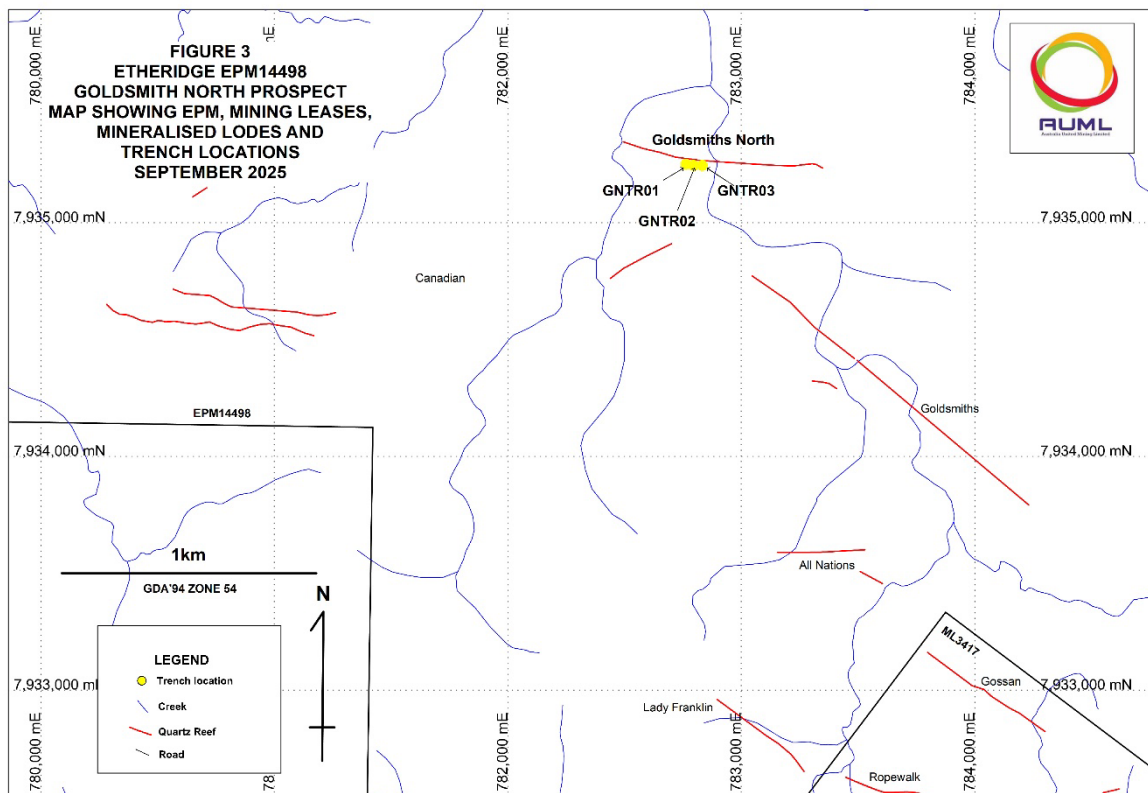 780,000 mE
nE
782,000 mE
783,000 mE
784,000 mE
FIGURE 3
ETHERIDGE EPM14498
GOLDSMITH NORTH PROSPECT
MAP SHOWING EPM, MINING LEASES,
MINERALISED LODES AND
TRENCH LOCATIONS
SEPTEMBER 2025
AUML
Australia United Mining Limited
Goldsmiths North
GNTR01
GNTR03
GNTR02
7,935,000 mN
7,935,000 mN
Canadian
EPM14498
Goldsmiths
7,934,000 mN
7,934,000 mN
1km
GDA'94 ZONE 54
All Nations
N
ML3417
LEGEND
Trench location
Creek
Quartz Reef
Road
7,933,000 ml
7,933,000 mN
Gossan
Lady Franklin
Ropewalk
780,000 mE
781
782,000 mE
783,000 mE
784,000 mE